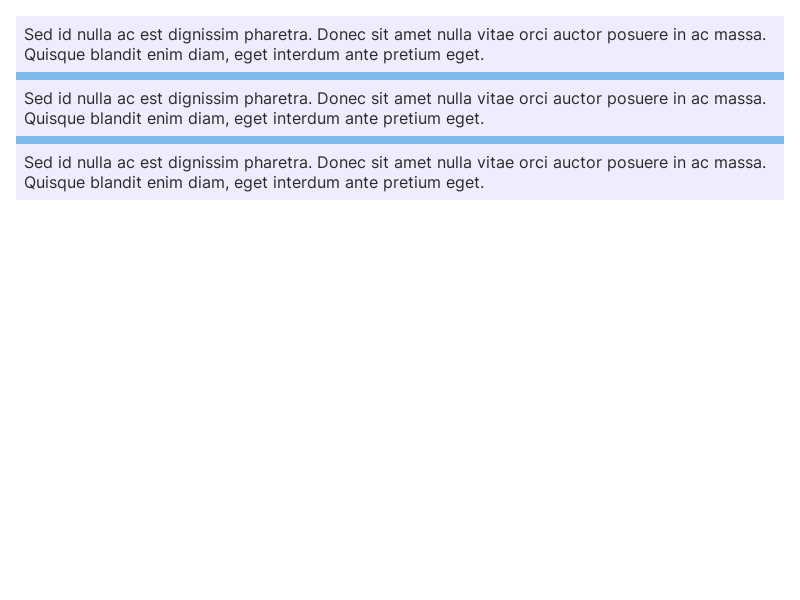 Sed id nulla ac est dignissim pharetra. Donec sit amet nulla vitae orci auctor posuere in ac massa.
Quisque blandit enim diam, eget interdum ante pretium eget.
Sed id nulla ac est dignissim pharetra. Donec sit amet nulla vitae orci auctor posuere in ac massa.
Quisque blandit enim diam, eget interdum ante pretium eget.
Sed id nulla ac est dignissim pharetra. Donec sit amet nulla vitae orci auctor posuere in ac massa.
Quisque blandit enim diam, eget interdum ante pretium eget.